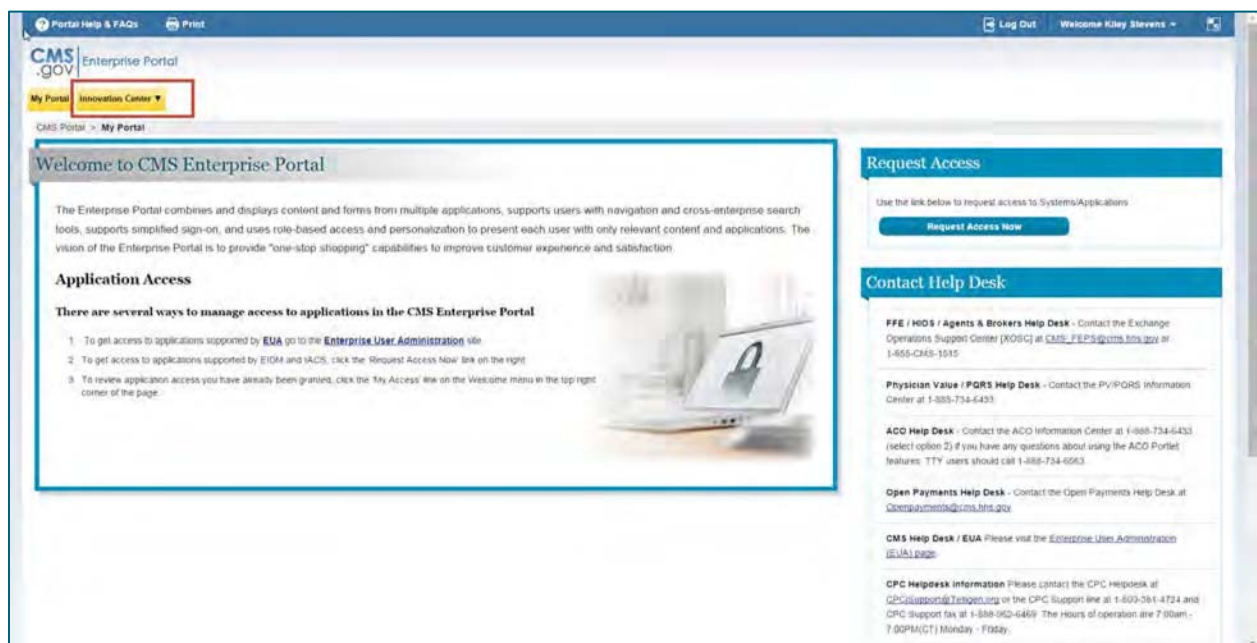 Portal Help & FAQs
Print
Log Out
Welcome Kiley Stevens
CMS
.gov
Enterprise Portal
My Portal
Innovation Center ▼
CMS Portal > My Portal
Welcome to CMS Enterprise Portal
The Enterprise Portal combines and displays content and forms from multiple applications, supports users with navigation and cross-enterprise search
tools, supports simplified sign-on, and uses role-based access and personalization to present each user with only relevant content and applications. The
vision of the Enterprise Portal is to provide "one-stop shopping" capabilities to improve customer experience and satisfaction.
Application Access
There are several ways to manage access to applications in the CMS Enterprise Portal
1 To get access to applications supported by EUA go to the Enterprise User Administration site
2 To get access to applications supported by EIDM and IACS, click the 'Request Access Now' link on the right
3 To review application access you have already been granted, click the 'My Access' link on the Welcome menu in the top right
corner of the page
Request Access
Use the link below to request access to Systems/Applications
Request Access Now
Contact Help Desk
FFE / HIOS / Agents & Brokers Help Desk - Contact the Exchange
Operations Support Center [XOSC] at CMS_FEPS@cms.hhs.gov or
1-855-CMS-1515
Physician Value / PQRS Help Desk - Contact the PV/PQRS Information
Center at 1-888-734-6433
ACO Help Desk - Contact the ACO Information Center at 1-888-734-6433
(select option 2) if you have any questions about using the ACO Portlet
features. TTY users should call 1-888-734-6563
Open Payments Help Desk - Contact the Open Payments Help Desk at
Openpayments@cms.hhs.gov
CMS Help Desk / EUA Please visit the Enterprise User Administration
(EUA) page.
CPC Helpdesk Information Please contact the CPC Helpdesk at
CPCiSupport@Telligen.org or the CPC Support line at 1-800-381-4724 and
CPC Support fax at 1-888-962-6469 The Hours of operation are 7:00am -
7:00PM(CT) Monday - Friday.